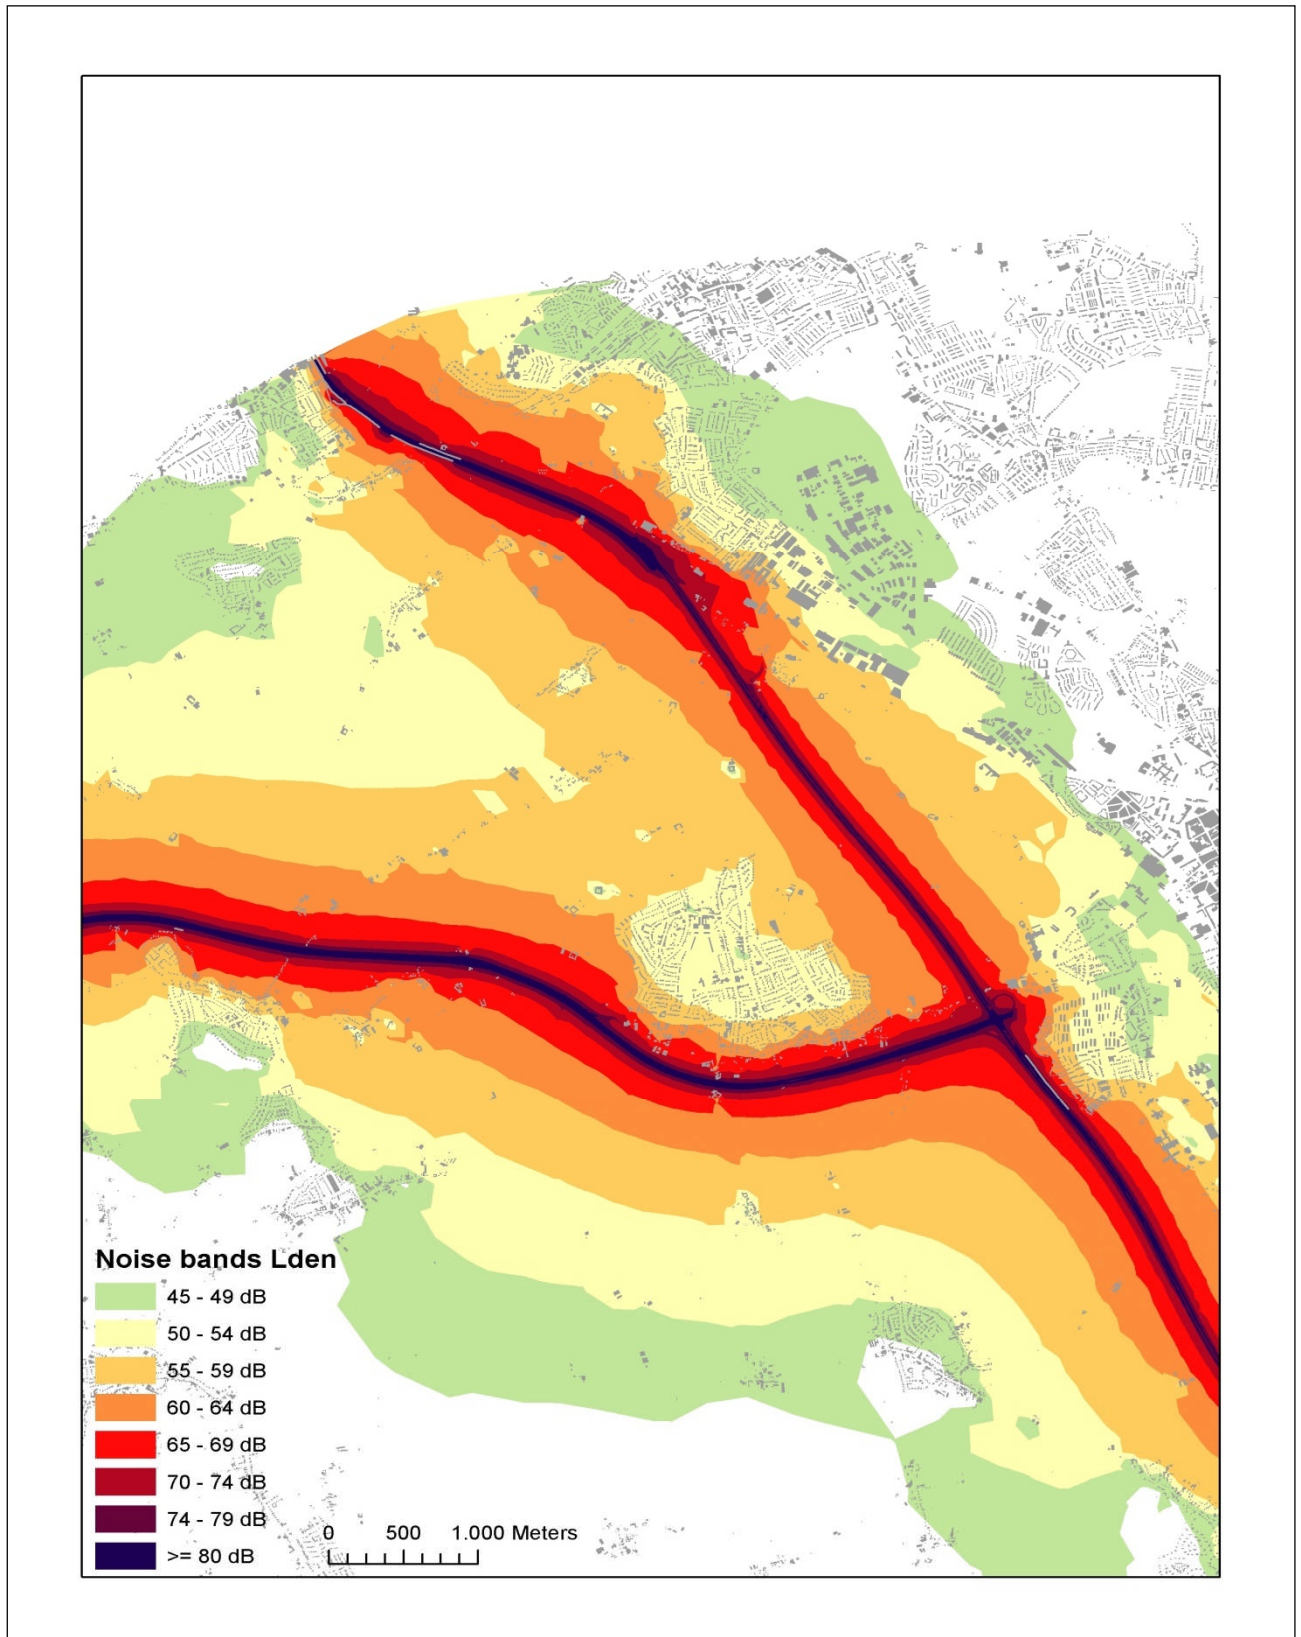 Noise bands Lden
45 - 49 dB
50 - 54 dB
55 - 59 dB
60 - 64 dB
65 - 69 dB
70 - 74 dB
74 - 79 dB
>= 80 dB
0 500 1.000 Meters